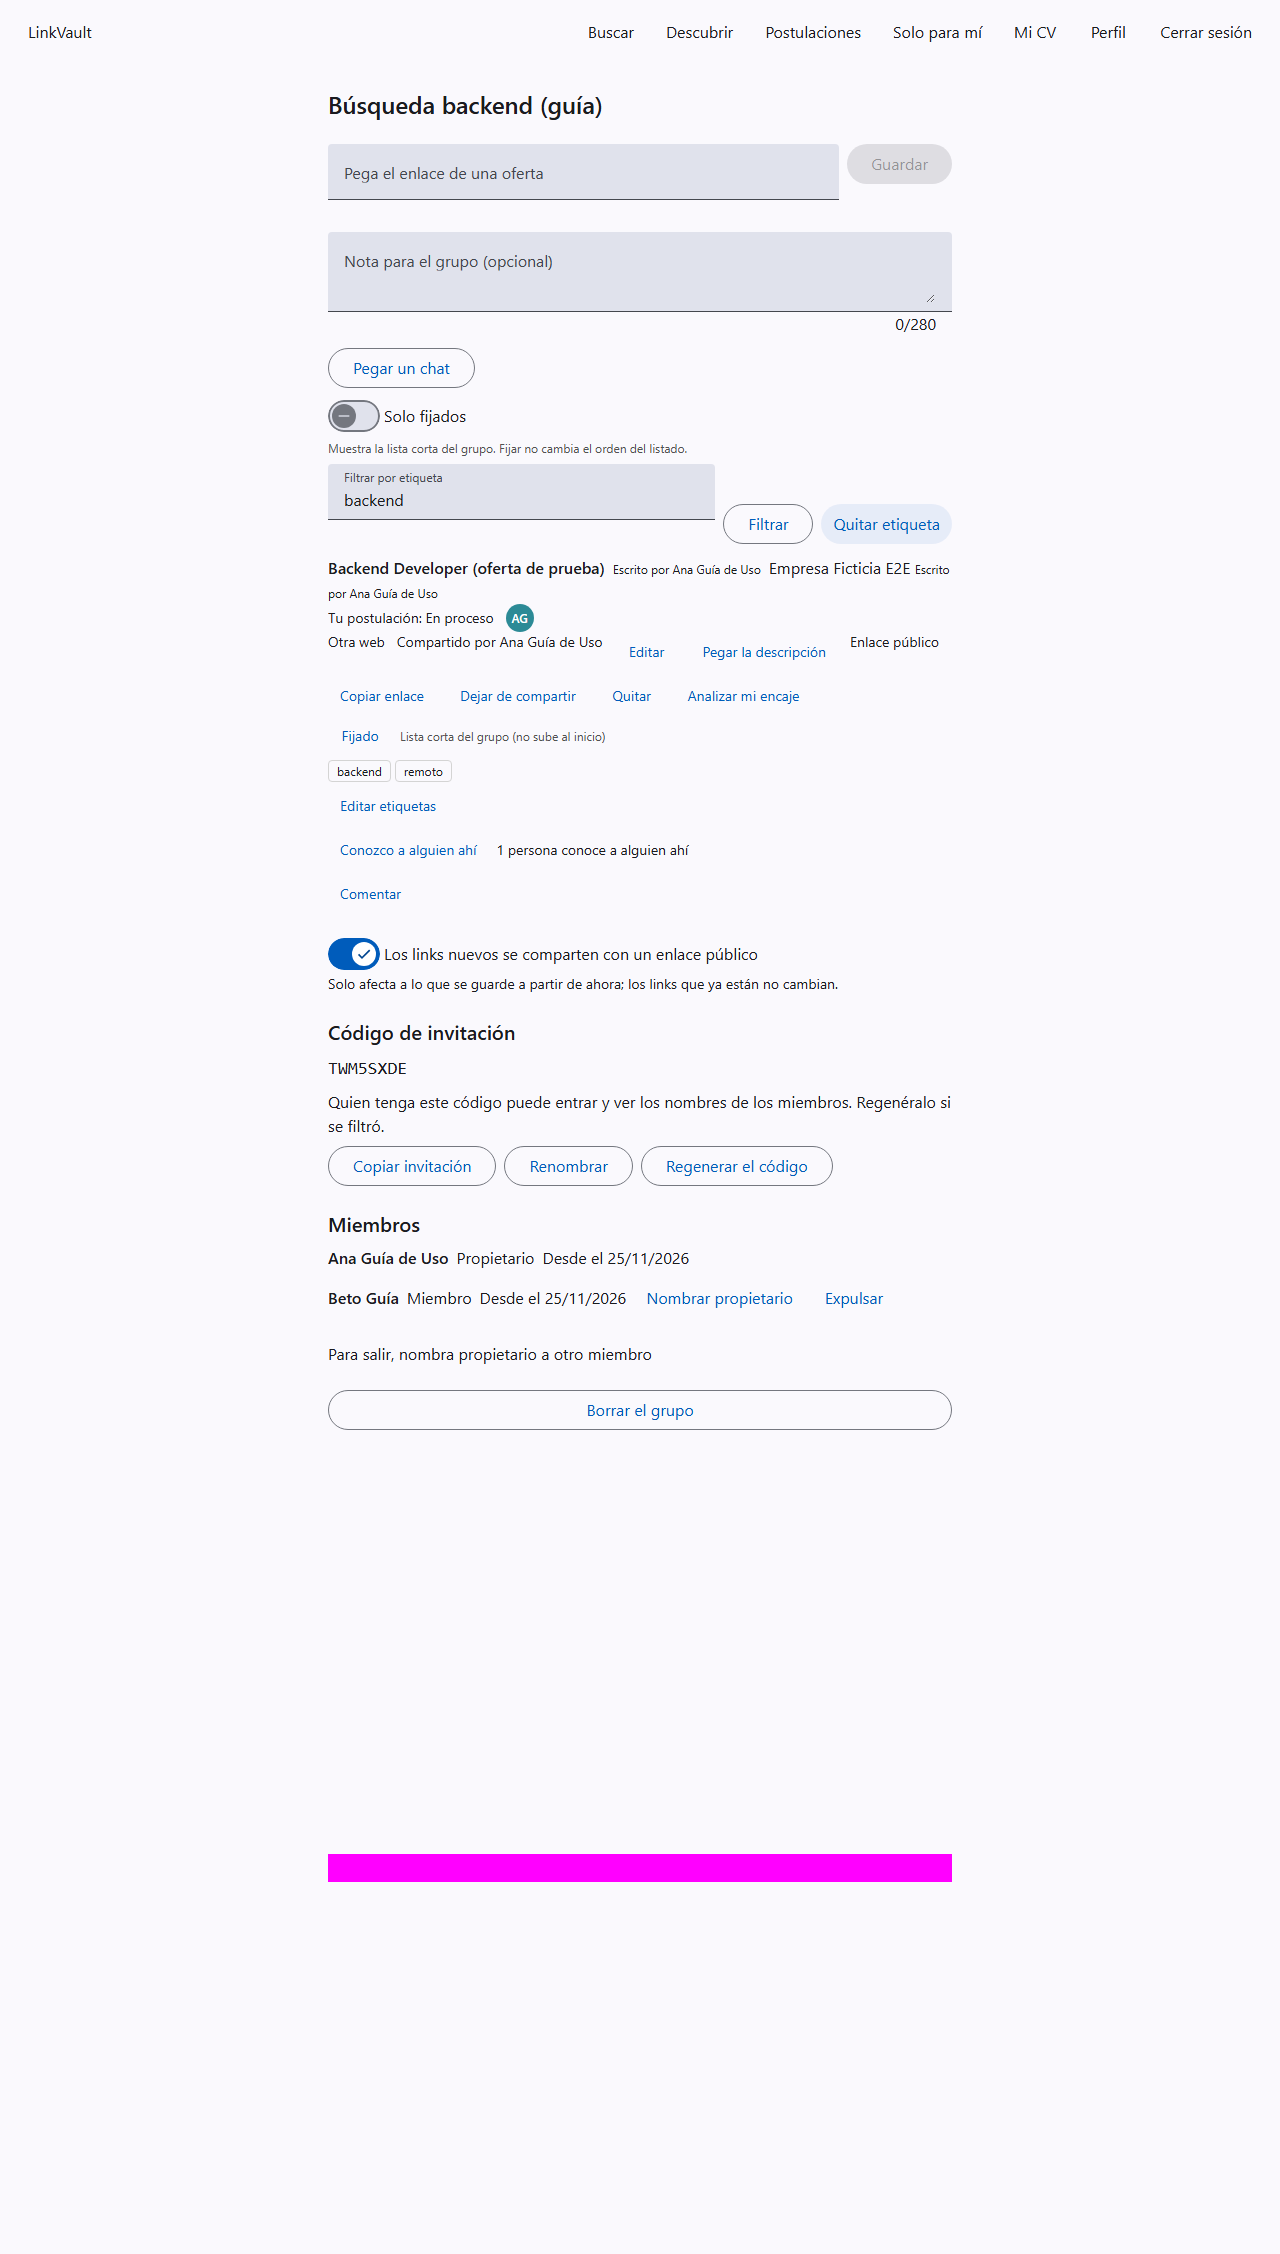 LinkVault Buscar Descubrir Postulaciones Solo para mí Mi CV Perfil Cerrar sesión
Búsqueda backend (guía)
Pega el enlace de una oferta Guardar
Nota para el grupo (opcional)
0/280
Pegar un chat
Solo fijados
Muestra la lista corta del grupo. Fijar no cambia el orden del listado.
Filtrar por etiqueta
backend
Filtrar Quitar etiqueta
Backend Developer (oferta de prueba) Escrito por Ana Guía de Uso Empresa Ficticia E2E Escrito
por Ana Guía de Uso
Tu postulación: En proceso AG
Otra web Compartido por Ana Guía de Uso Editar Pegar la descripción Enlace público
Copiar enlace Dejar de compartir Quitar Analizar mi encaje
Fijado Lista corta del grupo (no sube al inicio)
backend remoto
Editar etiquetas
Conozco a alguien ahí 1 persona conoce a alguien ahí
Comentar
Los links nuevos se comparten con un enlace público
Solo afecta a lo que se guarde a partir de ahora; los links que ya están no cambian.
Código de invitación
TWM5SXDE
Quien tenga este código puede entrar y ver los nombres de los miembros. Regenéralo si
se filtró.
Copiar invitación Renombrar Regenerar el código
Miembros
Ana Guía de Uso Propietario Desde el 25/11/2026
Beto Guía Miembro Desde el 25/11/2026 Nombrar propietario Expulsar
Para salir, nombra propietario a otro miembro
Borrar el grupo